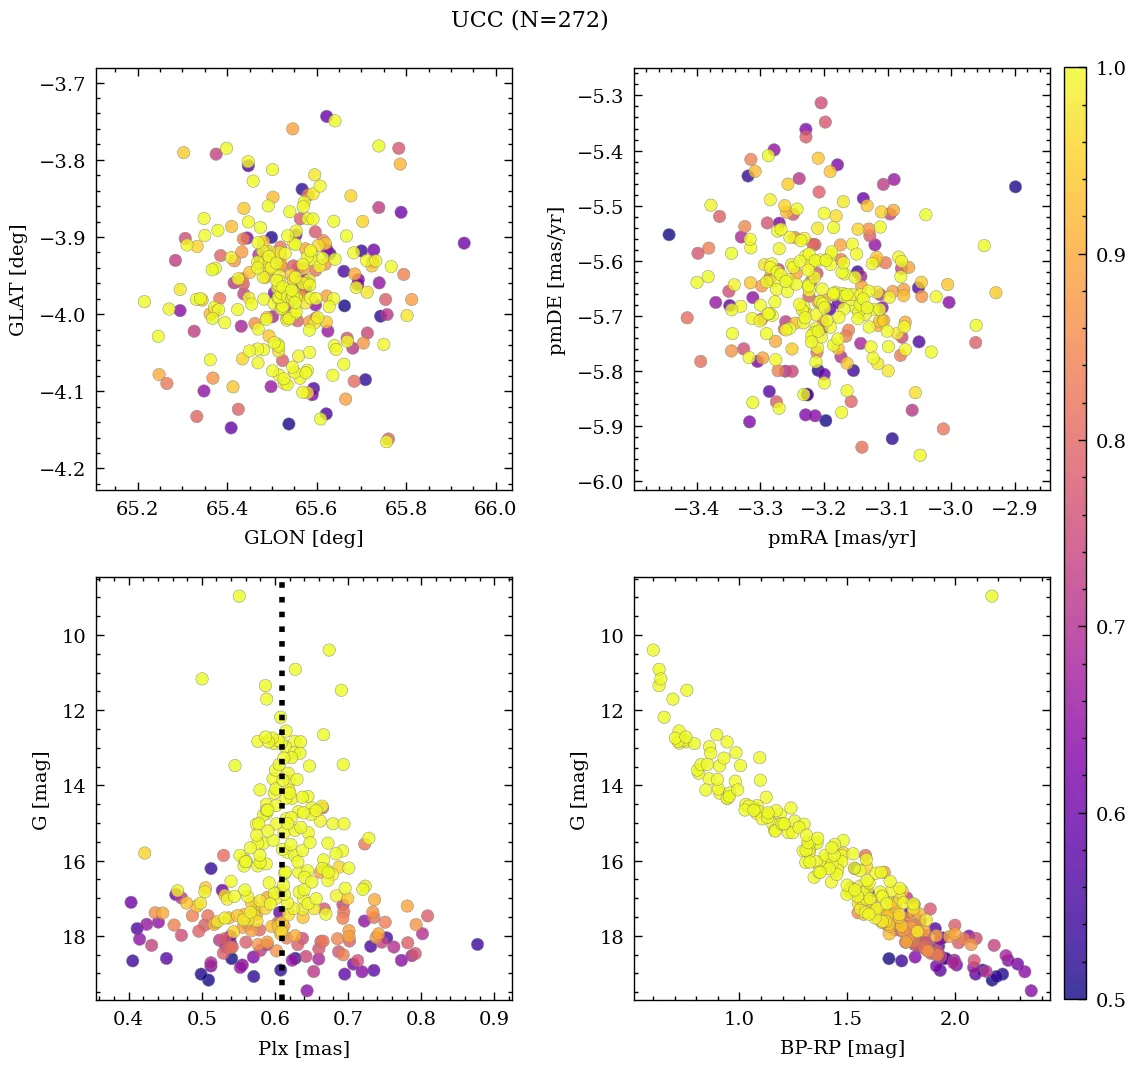 UCC (N=272)
−3.7
−3.8
−3.9
−4.0
−4.1
−4.2
GLAT [deg]
65.2 65.4 65.6 65.8 66.0
GLON [deg]
−5.3
−5.4
−5.5
−5.6
−5.7
−5.8
−5.9
−6.0
pmDE [mas/yr]
−3.4 −3.3 −3.2 −3.1 −3.0 −2.9
pmRA [mas/yr]
10
12
14
16
18
G [mag]
0.4 0.5 0.6 0.7 0.8 0.9
Plx [mas]
10
12
14
16
18
G [mag]
1.0 1.5 2.0
BP-RP [mag]
1.0
0.9
0.8
0.7
0.6
0.5